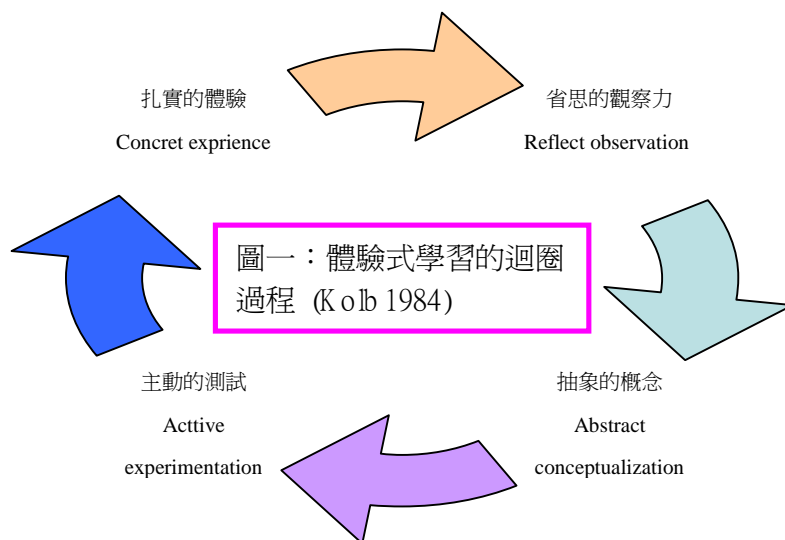 扎實的體驗
Concret exprience
省思的觀察力
Reflect observation
圖一：體驗式學習的迴圈
過程 (Kolb 1984)
主動的測試
Acttive
experimentation
抽象的概念
Abstract
conceptualization